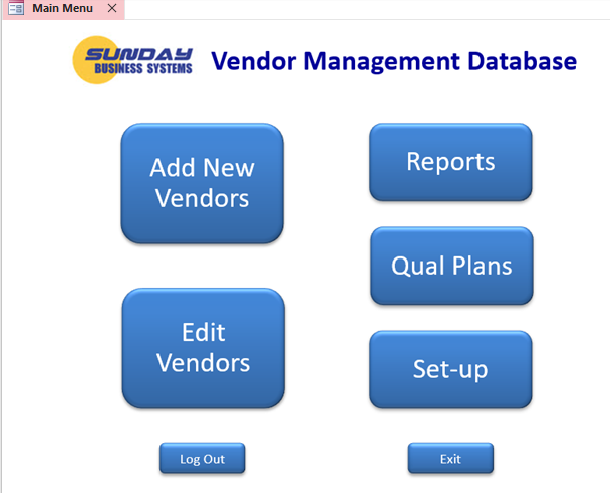 Main Menu
SUNDAY
BUSINESS SYSTEMS
Vendor Management Database
Add New
Vendors
Reports
Qual Plans
Edit
Vendors
Set-up
Log Out
Exit